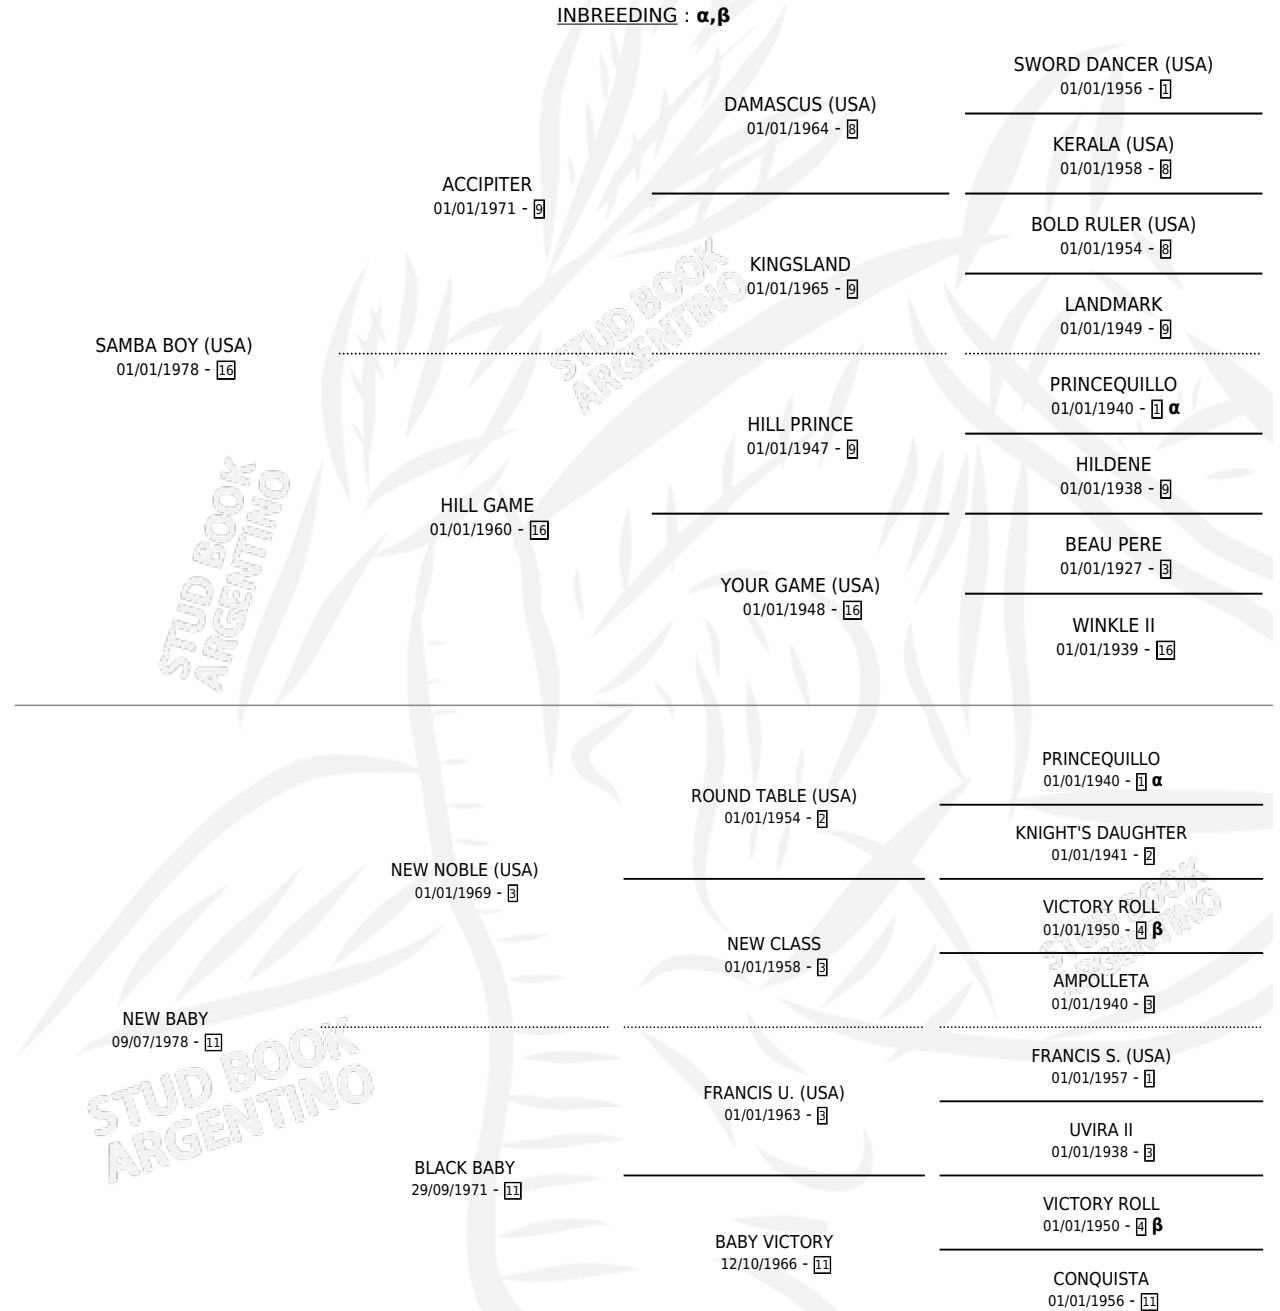 INBREEDING : α,β
SWORD DANCER (USA)
01/01/1956 - 1
DAMASCUS (USA)
01/01/1964 - 8
KERALA (USA)
01/01/1958 - 8
ACCIPITER
01/01/1971 - 9
BOLD RULER (USA)
01/01/1954 - 8
KINGSLAND
01/01/1965 - 9
LANDMARK
01/01/1949 - 9
SAMBA BOY (USA)
01/01/1978 - 16
PRINCEQUILLO
01/01/1940 - 1 α
HILL PRINCE
01/01/1947 - 9
HILDENE
01/01/1938 - 9
HILL GAME
01/01/1960 - 16
BEAU PERE
01/01/1927 - 3
YOUR GAME (USA)
01/01/1948 - 16
WINKLE II
01/01/1939 - 16
PRINCEQUILLO
01/01/1940 - 1 α
ROUND TABLE (USA)
01/01/1954 - 2
KNIGHT'S DAUGHTER
01/01/1941 - 2
NEW NOBLE (USA)
01/01/1969 - 3
VICTORY ROLL
01/01/1950 - 4 β
NEW CLASS
01/01/1958 - 3
AMPOLLETA
01/01/1940 - 3
NEW BABY
09/07/1978 - 11
FRANCIS S. (USA)
01/01/1957 - 1
FRANCIS U. (USA)
01/01/1963 - 3
UVIRA II
01/01/1938 - 3
BLACK BABY
29/09/1971 - 11
VICTORY ROLL
01/01/1950 - 4 β
BABY VICTORY
12/10/1966 - 11
CONQUISTA
01/01/1956 - 11
STUD BOOK
ARGENTINO
STUD BOOK
ARGENTINO
STUD BOOK
ARGENTINO
STUD BOOK
ARGENTINO